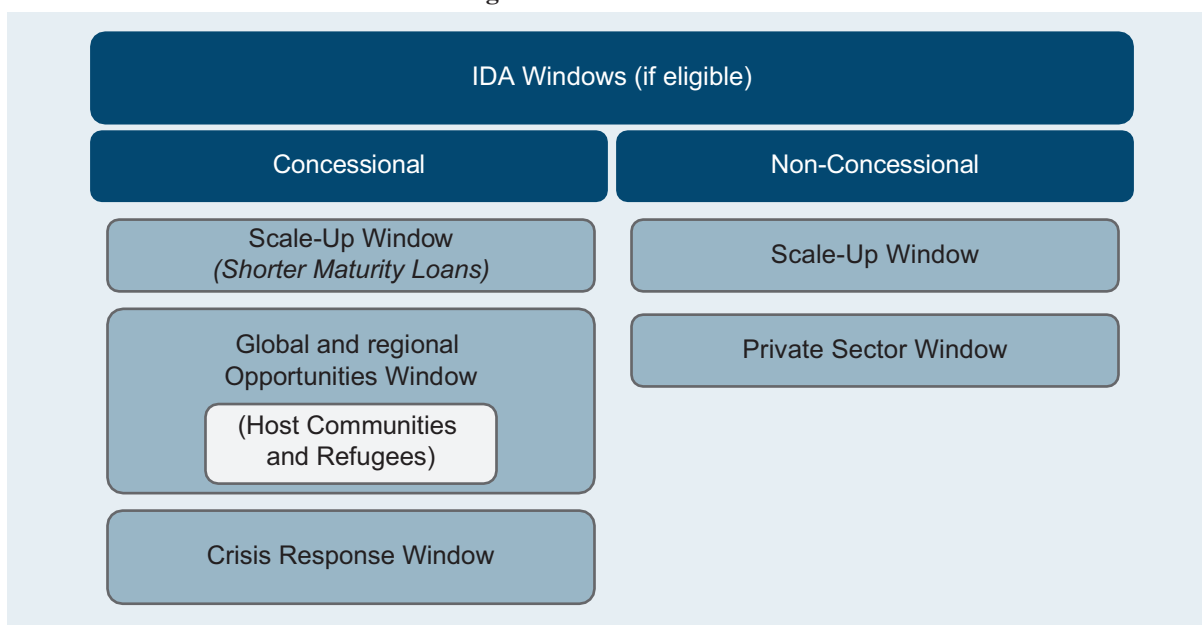 IDA Windows (if eligible)
Concessional
Non-Concessional
Scale-Up Window
(Shorter Maturity Loans)
Scale-Up Window
Global and regional
Opportunities Window
(Host Communities
and Refugees)
Private Sector Window
Crisis Response Window